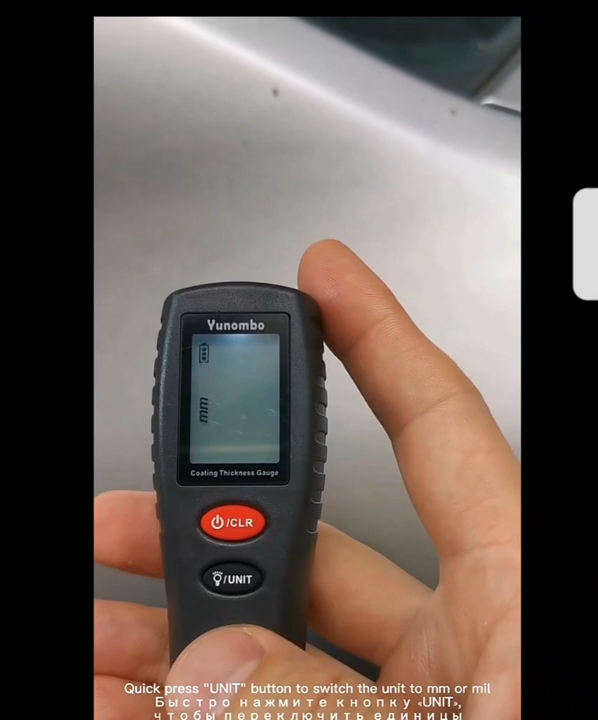 Yunombo
mm
Coating Thickness Gauge
/CLR
/UNIT
Quick press "UNIT" button to switch the unit to mm or mil
Быстро нажмите кнопку «UNIT»,
чтобы переключить единицы